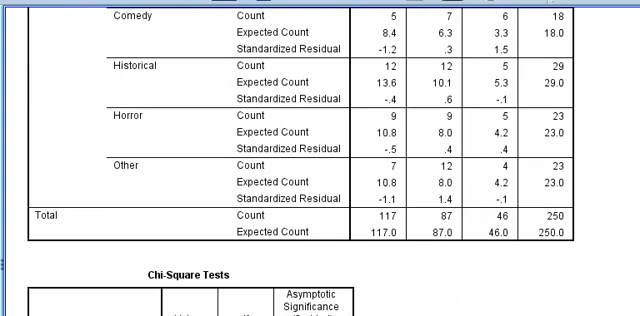 Comedy Count 5 7 6 18
Expected Count 8.4 6.3 3.3 18.0
Standardized Residual -1.2 .3 1.5
Historical Count 12 12 5 29
Expected Count 13.6 10.1 5.3 29.0
Standardized Residual -.4 .6 -.1
Horror Count 9 9 5 23
Expected Count 10.8 8.0 4.2 23.0
Standardized Residual -.5 .4 .4
Other Count 7 12 4 23
Expected Count 10.8 8.0 4.2 23.0
Standardized Residual -1.1 1.4 -.1
Total Count 117 87 46 250
Expected Count 117.0 87.0 46.0 250.0
Chi-Square Tests
Asymptotic
Significance